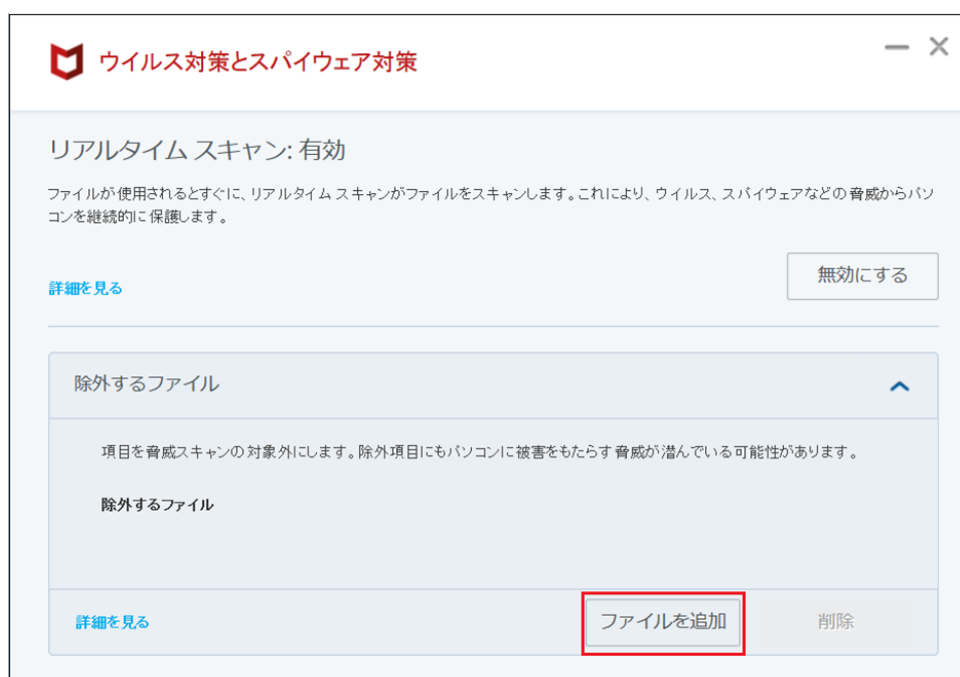 ウイルス対策とスパイウェア対策
リアルタイム スキャン: 有効
ファイルが使用されるとすぐに、リアルタイム スキャンがファイルをスキャンします。これにより、ウイルス、スパイウェアなどの脅威からパソ
コンを継続的に保護します。
詳細を見る
無効にする
除外するファイル
項目を脅威スキャンの対象外にします。除外項目にもパソコンに被害をもたらす脅威が潜んでいる可能性があります。
除外するファイル
詳細を見る
ファイルを追加
削除